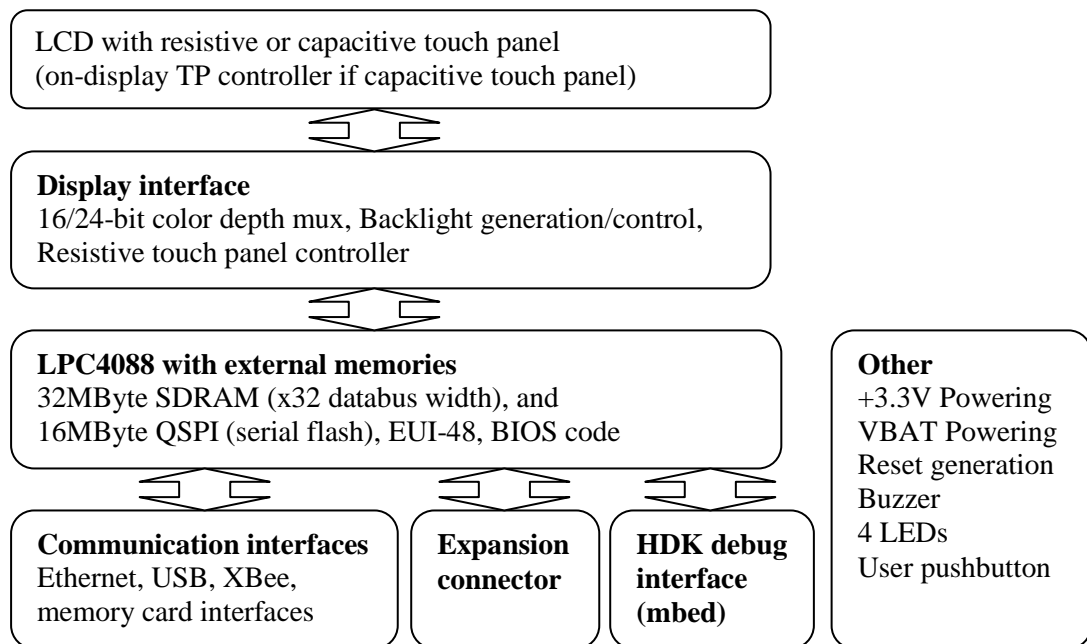 LCD with resistive or capacitive touch panel
(on-display TP controller if capacitive touch panel)
Display interface
16/24-bit color depth mux, Backlight generation/control,
Resistive touch panel controller
LPC4088 with external memories
32MByte SDRAM (x32 databus width), and
16MByte QSPI (serial flash), EUI-48, BIOS code
Other
+3.3V Powering
VBAT Powering
Reset generation
Buzzer
4 LEDs
User pushbutton
Communication interfaces
Ethernet, USB, XBee,
memory card interfaces
Expansion
connector
HDK debug
interface
(mbed)